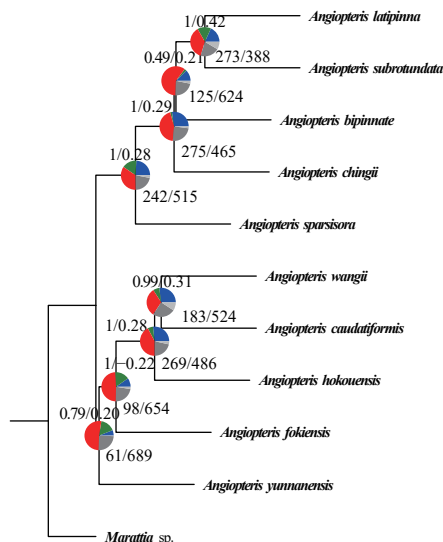 1/0.42
Angiopteris latipinna
0.49/0.21
273/388
Angiopteris subrotundata
125/624
1/0.29
Angiopteris bipinnate
275/465
1/0.28
Angiopteris chingii
242/515
Angiopteris sparsisora
0.99/0.31
Angiopteris wangii
183/524
1/0.28
Angiopteris caudatiformis
269/486
1/−0.22
Angiopteris hokouensis
98/654
0.79/0.20
Angiopteris fokiensis
61/689
Angiopteris yunnanensis
Marattia sp.